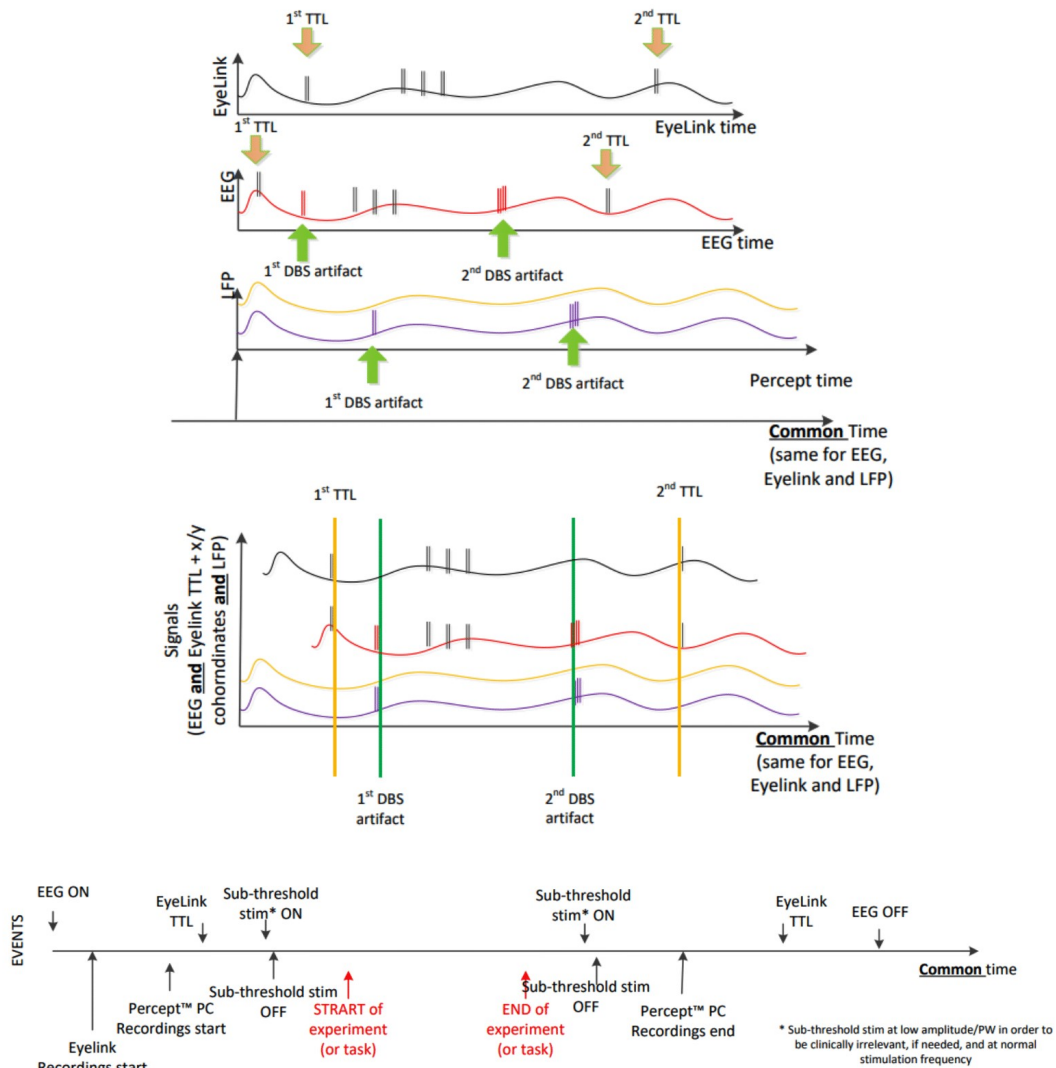 1st TTL
2nd TTL
EyeLink
EyeLink time
1st TTL
2nd TTL
EEG
EEG time
1st DBS artifact
2nd DBS artifact
LFP
Percept time
1st DBS artifact
2nd DBS artifact
Common Time
(same for EEG,
Eyelink and LFP)
1st TTL
2nd TTL
Signals
(EEG and Eyelink TTL + x/y
cohorndinates and LFP)
Common Time
(same for EEG,
Eyelink and LFP)
1st DBS
artifact
2nd DBS
artifact
EVENTS
EEG ON
EyeLink
TTL
Sub-threshold
stim* ON
Sub-threshold
stim* ON
EyeLink
TTL
EEG OFF
Common time
Eyelink
Recordings start
Percept™ PC
Recordings start
Sub-threshold stim
OFF
STRART of
experiment
(or task)
END of
experiment
(or task)
Sub-threshold stim
OFF
Percept™ PC
Recordings end
* Sub-threshold stim at low amplitude/PW in order to
be clinically irrelevant, if needed, and at normal
stimulation frequency